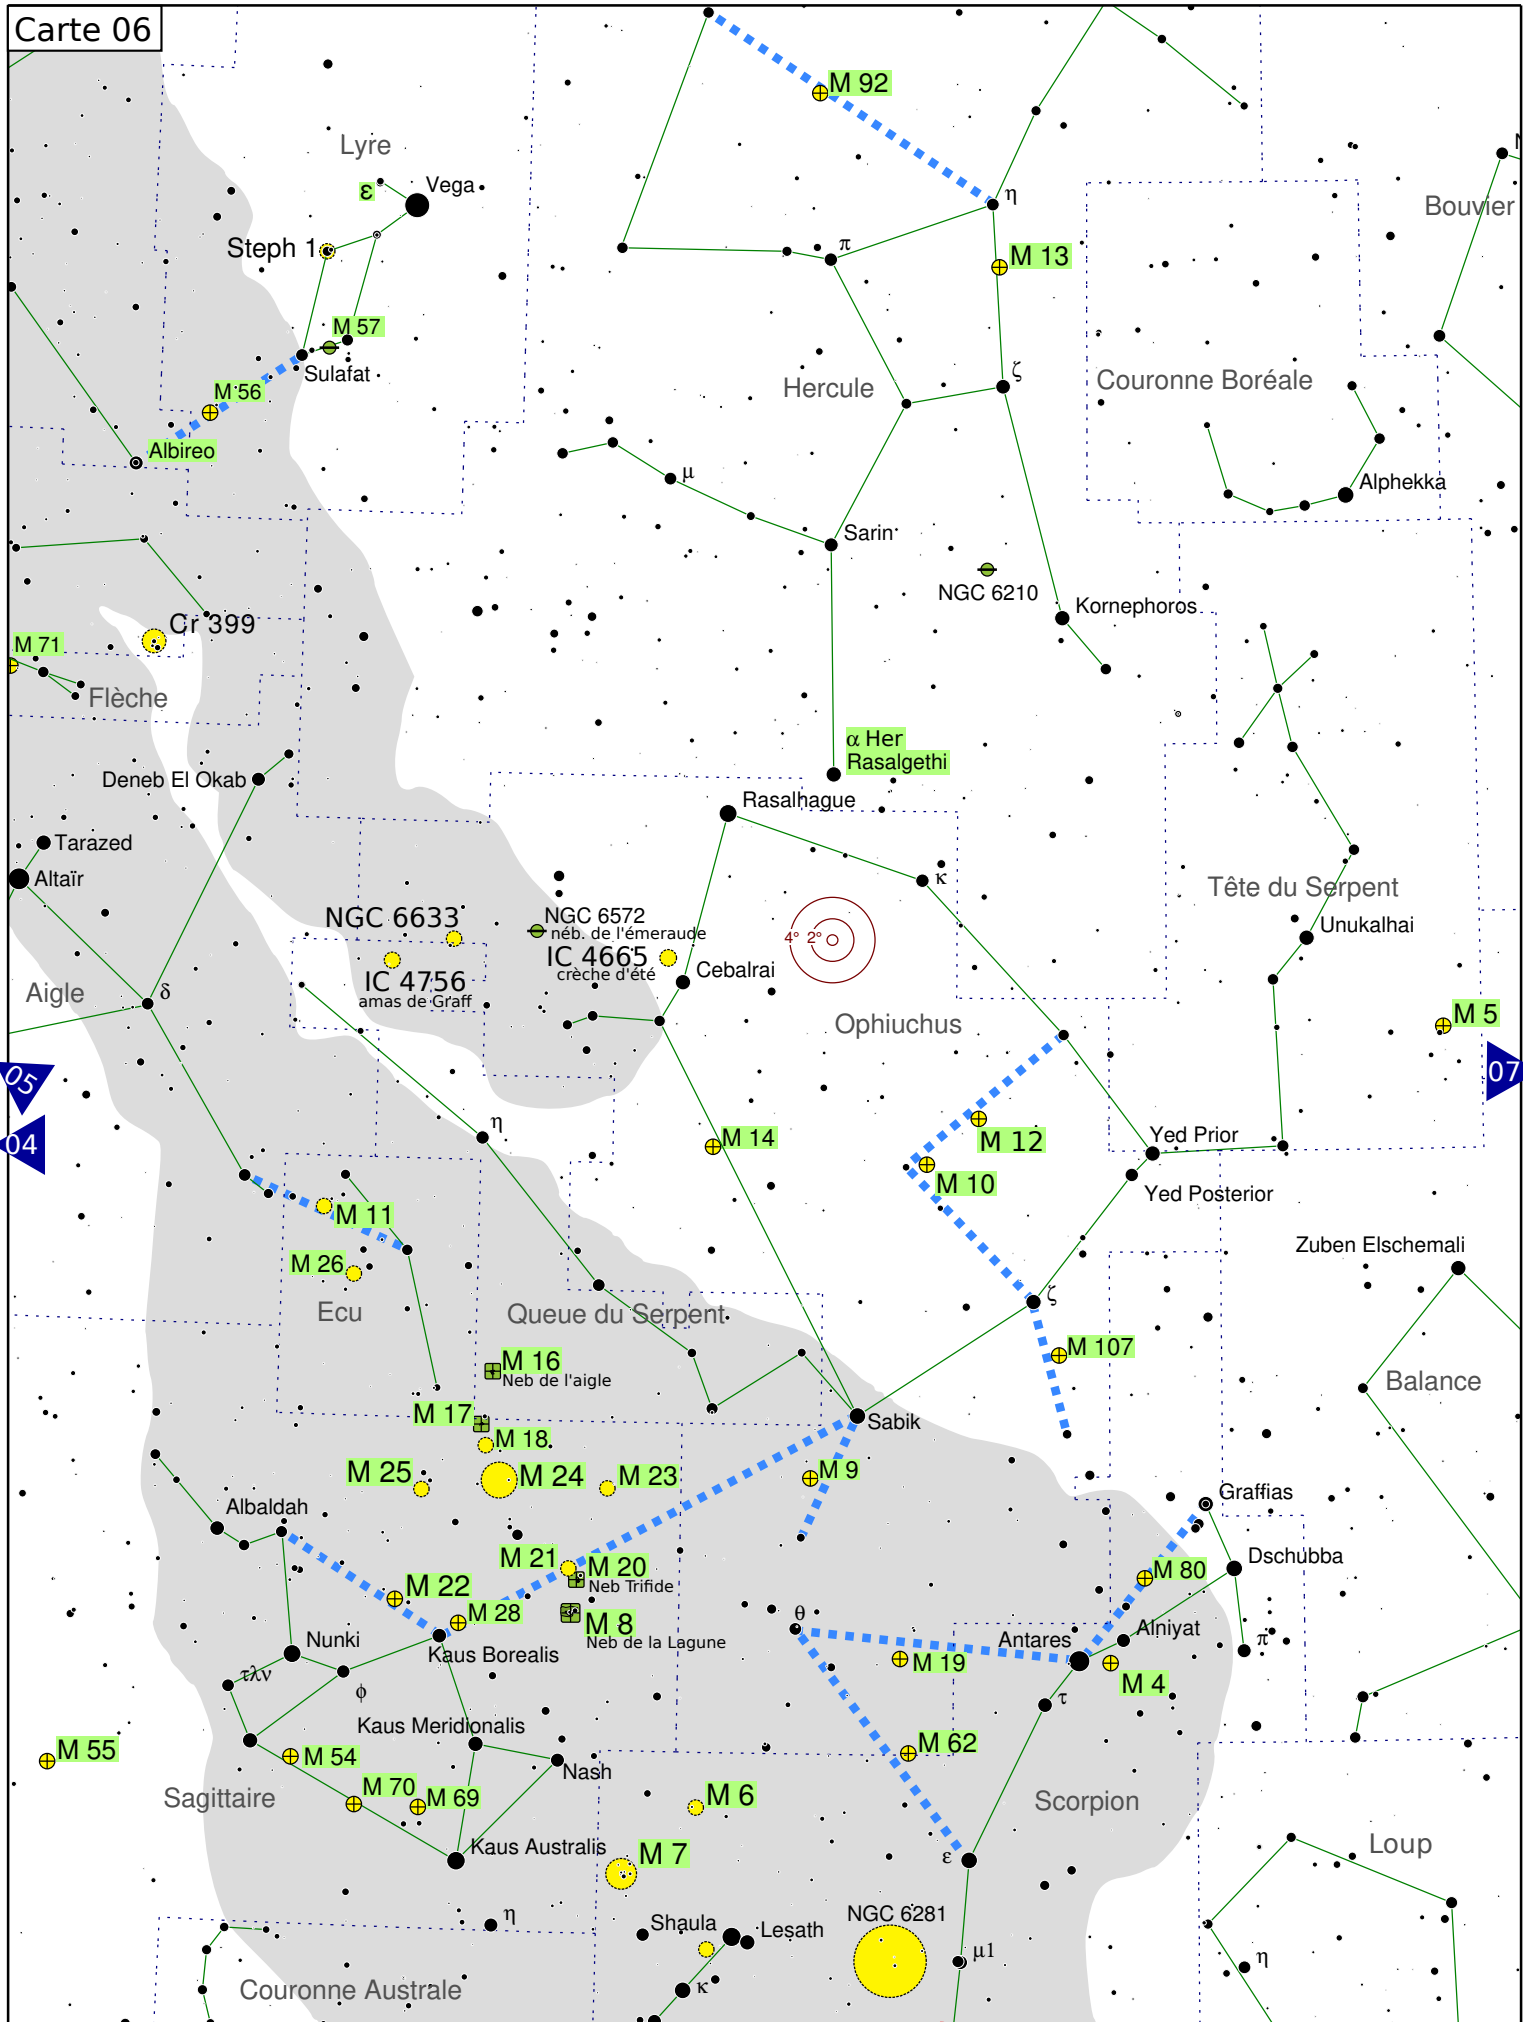 Carte 06
M 92
Lyre
ε
Vega
η
Bouvier
Steph 1
π
M 13
M 57
Sulafat
Hercule
ζ
Couronne Boréale
M 56
Albireo
μ
Alphekka
Sarin
NGC 6210
Kornephoros
Cr 399
M 71
Flèche
α Her
Rasalgethi
Deneb El Okab
Rasalhague
Tarazed
Altaïr
κ
Tête du Serpent
NGC 6633
NGC 6572
néb. de l'émeraude
4° 2°
Unukalhai
IC 4665
crèche d'été
Cebalrai
IC 4756
amas de Graff
Aigle
δ
Ophiuchus
M 5
05
07
04
η
M 14
M 12
Yed Prior
M 10
Yed Posterior
M 11
M 26
Zuben Elschemali
Ecu
Queue du Serpent
ζ
M 107
M 16
Neb de l'aigle
Balance
M 17
Sabik
M 18
M 25
M 24
M 23
M 9
Graffias
Albaldah
M 21
M 20
Neb Trifide
Dschubba
M 80
M 22
M 28
M 8
Neb de la Lagune
θ
Nunki
Kaus Borealis
Antares
Alniyat
π
M 19
M 4
τλν
φ
τ
Kaus Meridionalis
M 55
M 54
Nash
M 62
M 70
M 69
M 6
Sagittaire
Scorpion
Kaus Australis
M 7
ε
Loup
η
Shaula
Lesath
NGC 6281
μ1
η
Couronne Australe
κ